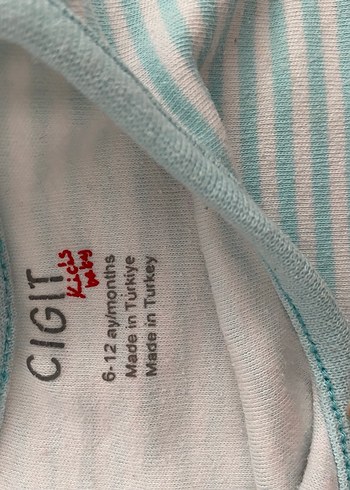 CIGIT
Kids
baby
6-12 ay/months
Made in Türkiye
Made in Turkey